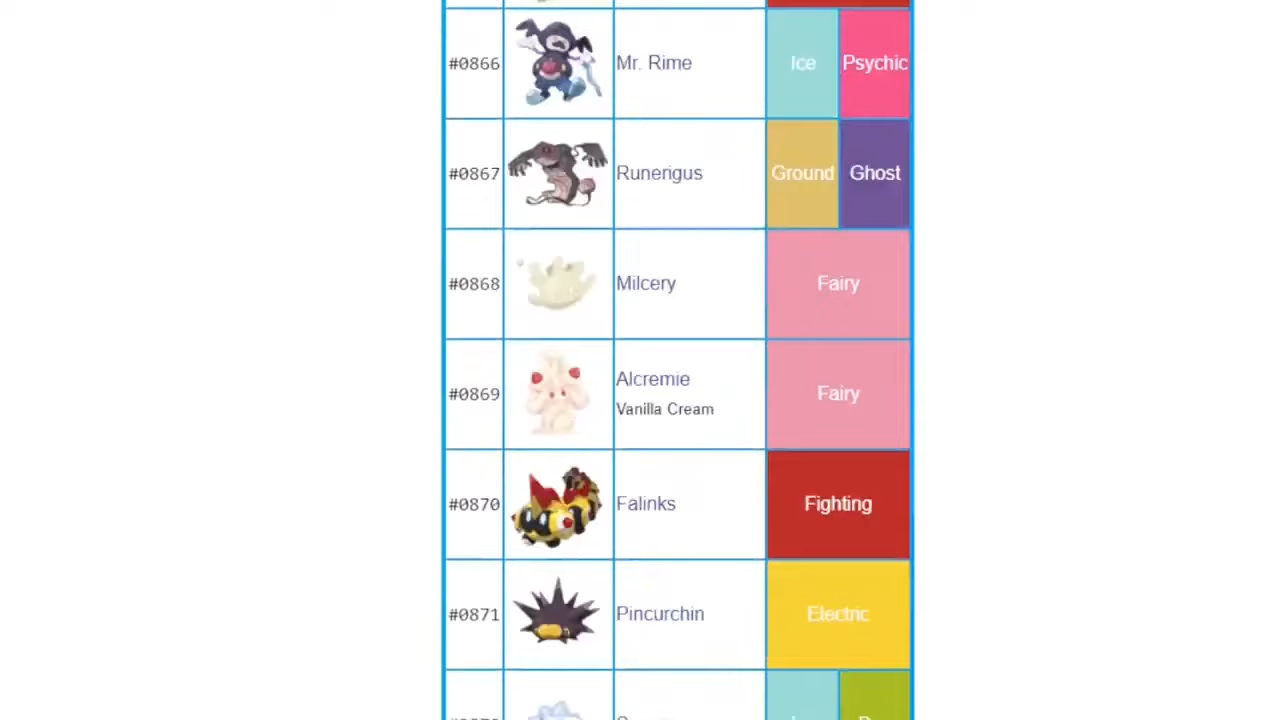 #0866 Mr. Rime Ice Psychic
#0867 Runerigus Ground Ghost
#0868 Milcery Fairy
#0869 Alcremie Fairy
Vanilla Cream
#0870 Falinks Fighting
#0871 Pincurchin Electric